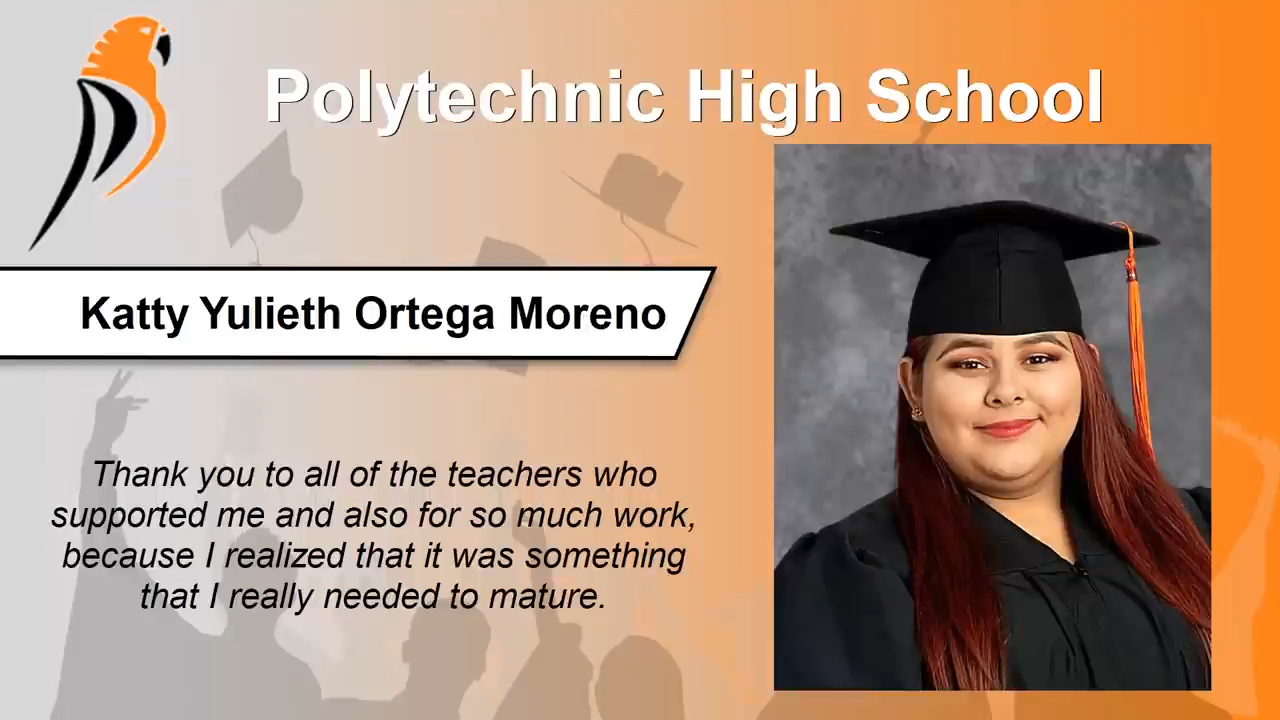 Polytechnic High School
Katty Yulieth Ortega Moreno
Thank you to all of the teachers who
supported me and also for so much work,
because I realized that it was something
that I really needed to mature.